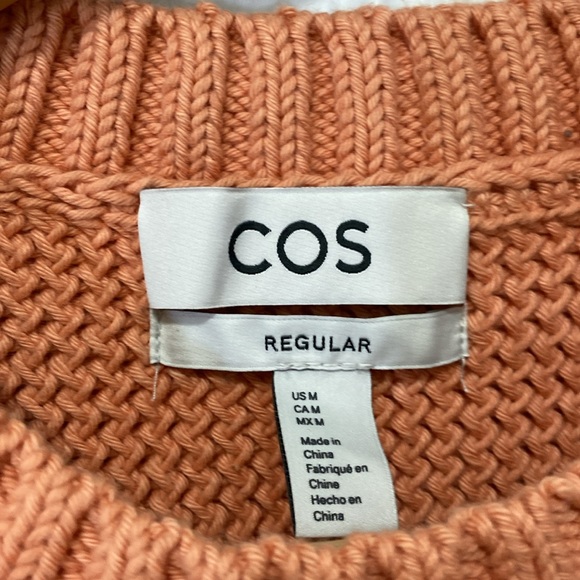 COS
REGULAR
US M
CA M
MX M
Made in
China
Fabriqué en
Chine
Hecho en
China